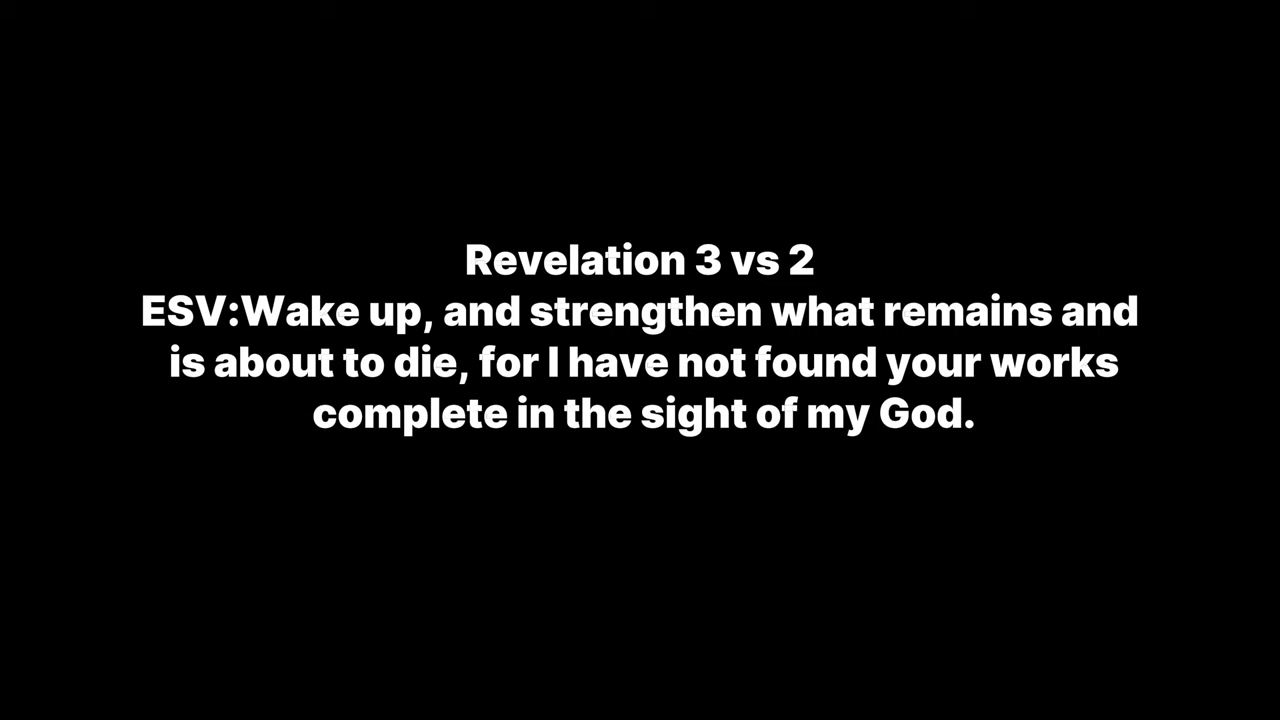 Revelation 3 vs 2
ESV:Wake up, and strengthen what remains and
is about to die, for I have not found your works
complete in the sight of my God.